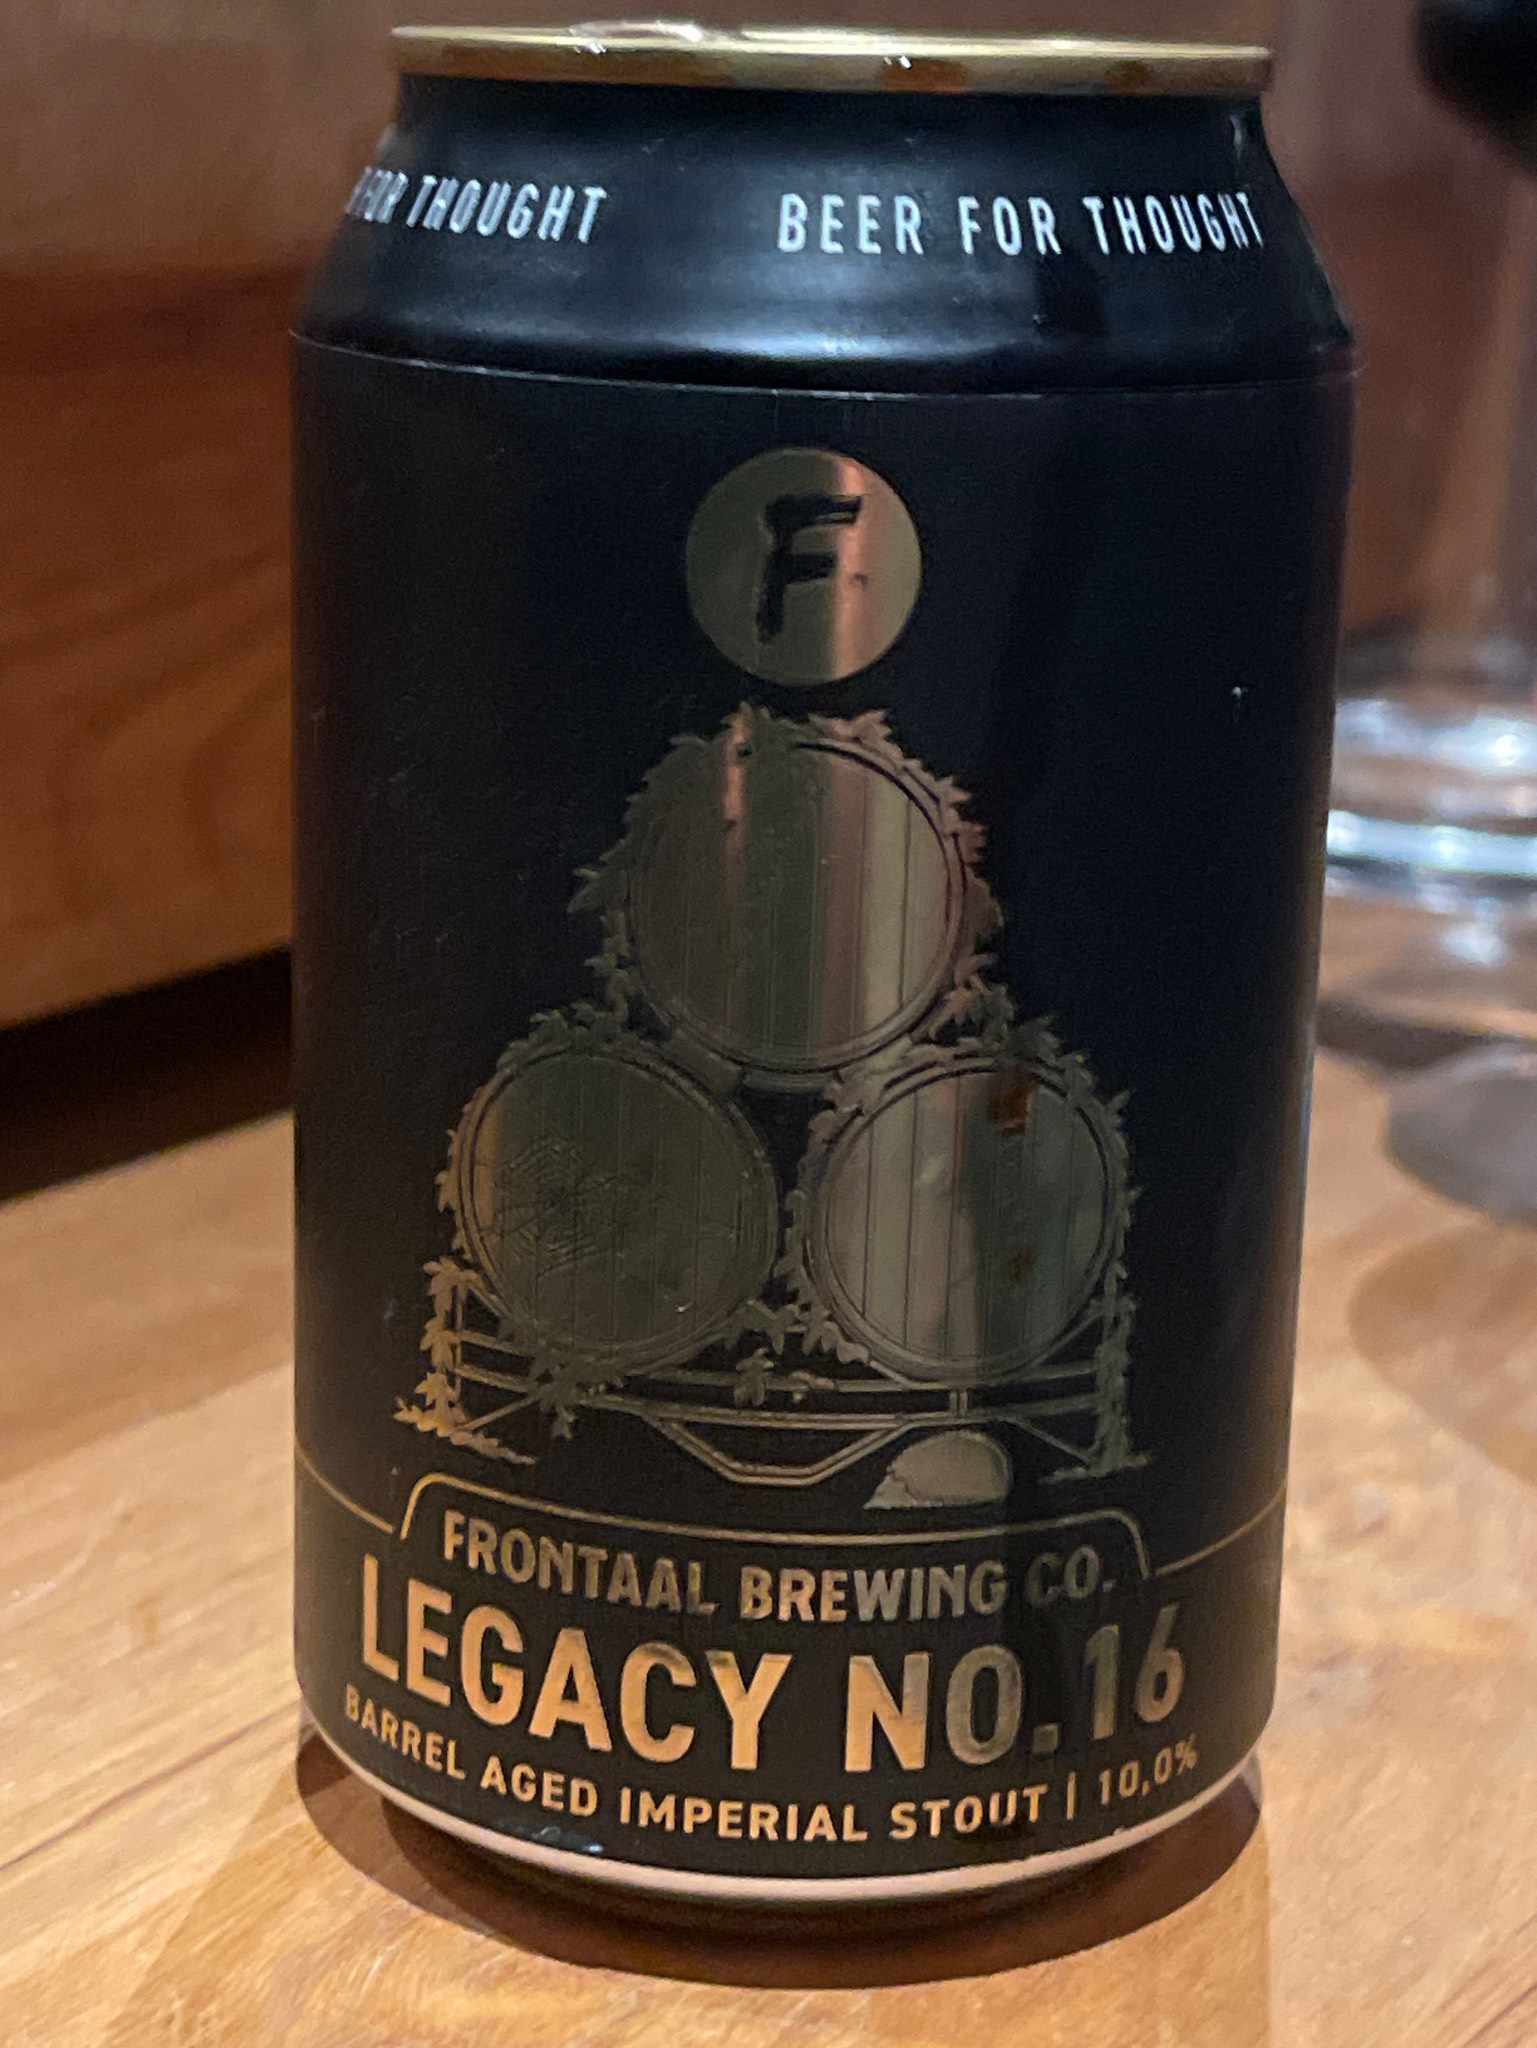 FOR THOUGHT BEER FOR THOUGHT
F
FRONTAAL BREWING CO.
LEGACY NO.16
BARREL AGED IMPERIAL STOUT | 10,0%